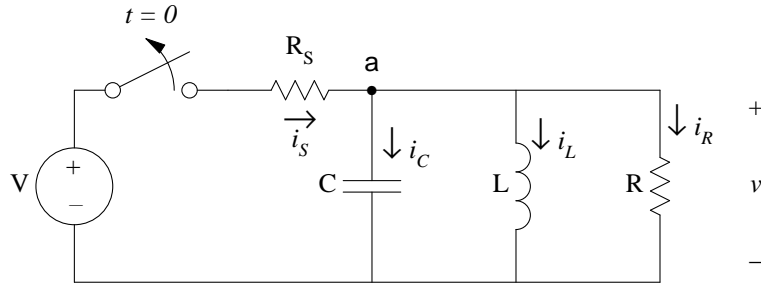 t = 0
R_S
a
+
i_S
i_C
i_L
i_R
V
+
–
C
L
R
v
–